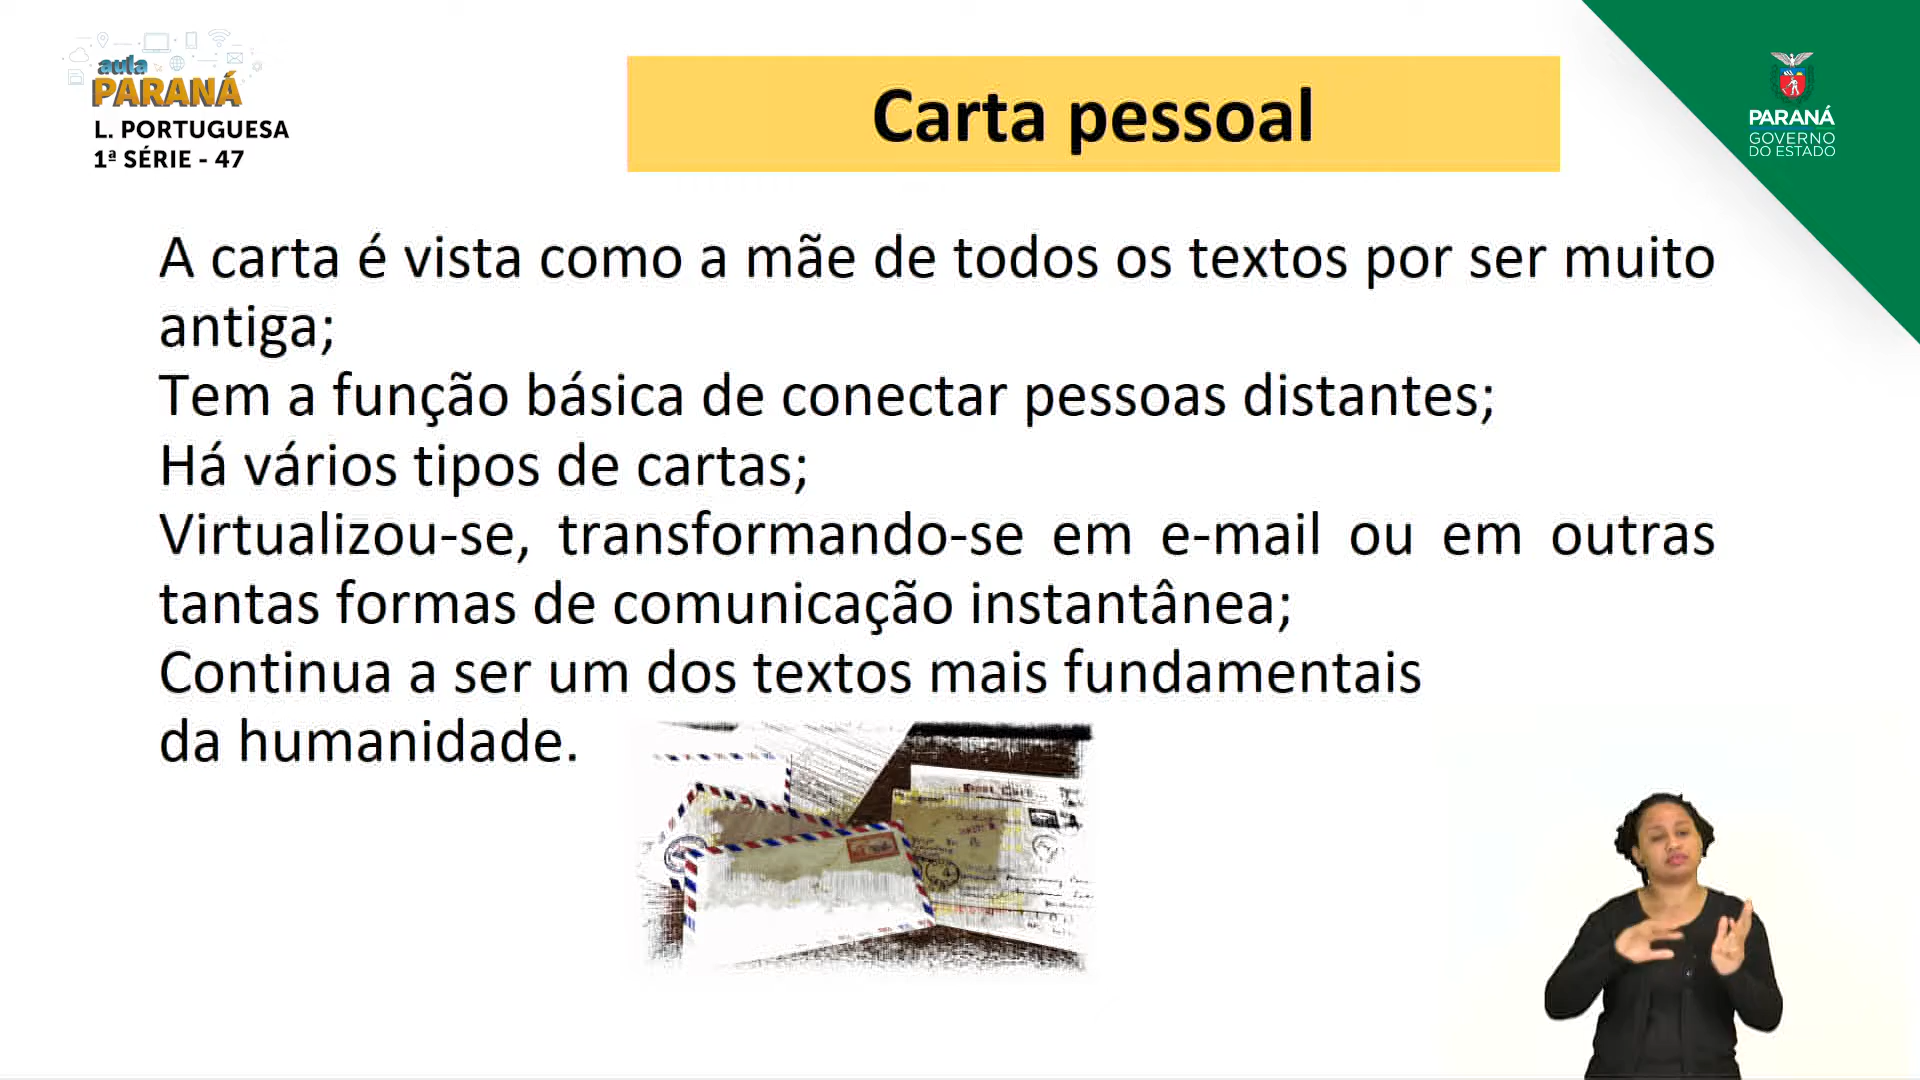 aula
PARANÁ
L. PORTUGUESA
1ª SÉRIE - 47
Carta pessoal
PARANÁ
GOVERNO
DO ESTADO
A carta é vista como a mãe de todos os textos por ser muito
antiga;
Tem a função básica de conectar pessoas distantes;
Há vários tipos de cartas;
Virtualizou-se, transformando-se em e-mail ou em outras
tantas formas de comunicação instantânea;
Continua a ser um dos textos mais fundamentais
da humanidade.